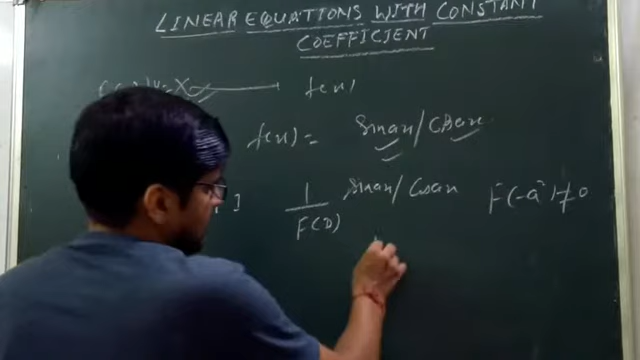 LINEAR EQUATIONS WITH CONSTANT
COEFFICIENT
f(x)
f(x) = Sinax/Cosax
] 1/F(D) Sinax/Cosax F(-a²)≠0